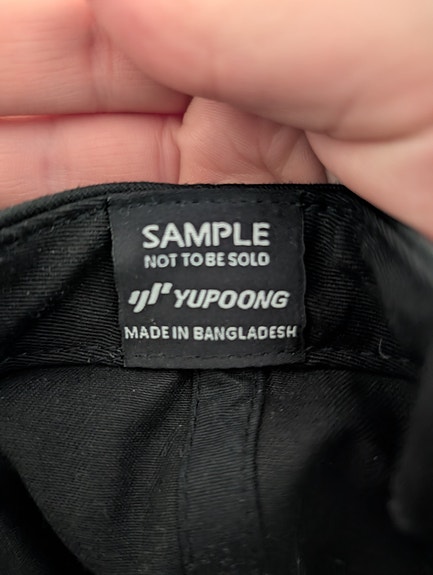 SAMPLE
NOT TO BE SOLD
YUPOONG
MADE IN BANGLADESH